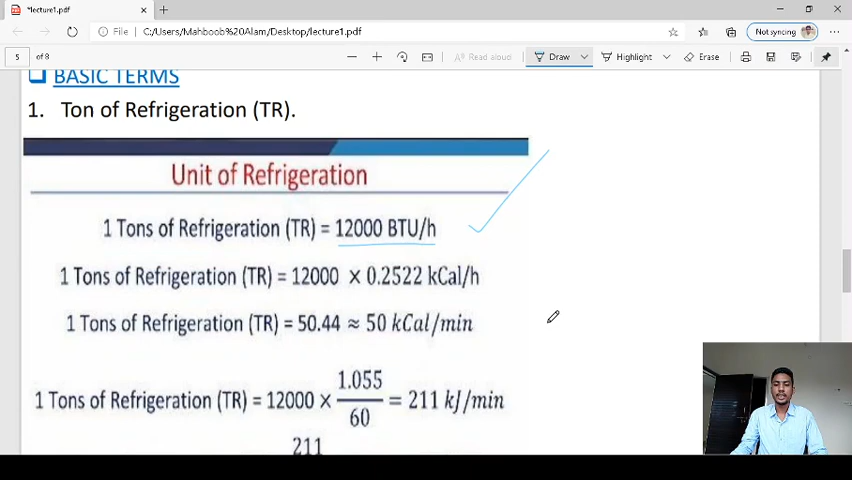 *lecture1.pdf
File C:/Users/Mahboob%20Alam/Desktop/lecture1.pdf Not syncing
5 of 8 Read aloud Draw Highlight Erase
BASIC TERMS
1. Ton of Refrigeration (TR).
Unit of Refrigeration
1 Tons of Refrigeration (TR) = 12000 BTU/h
1 Tons of Refrigeration (TR) = 12000 × 0.2522 kCal/h
1 Tons of Refrigeration (TR) = 50.44 ≈ 50 kCal/min
1 Tons of Refrigeration (TR) = 12000 × 1.055/60 = 211 kJ/min
211